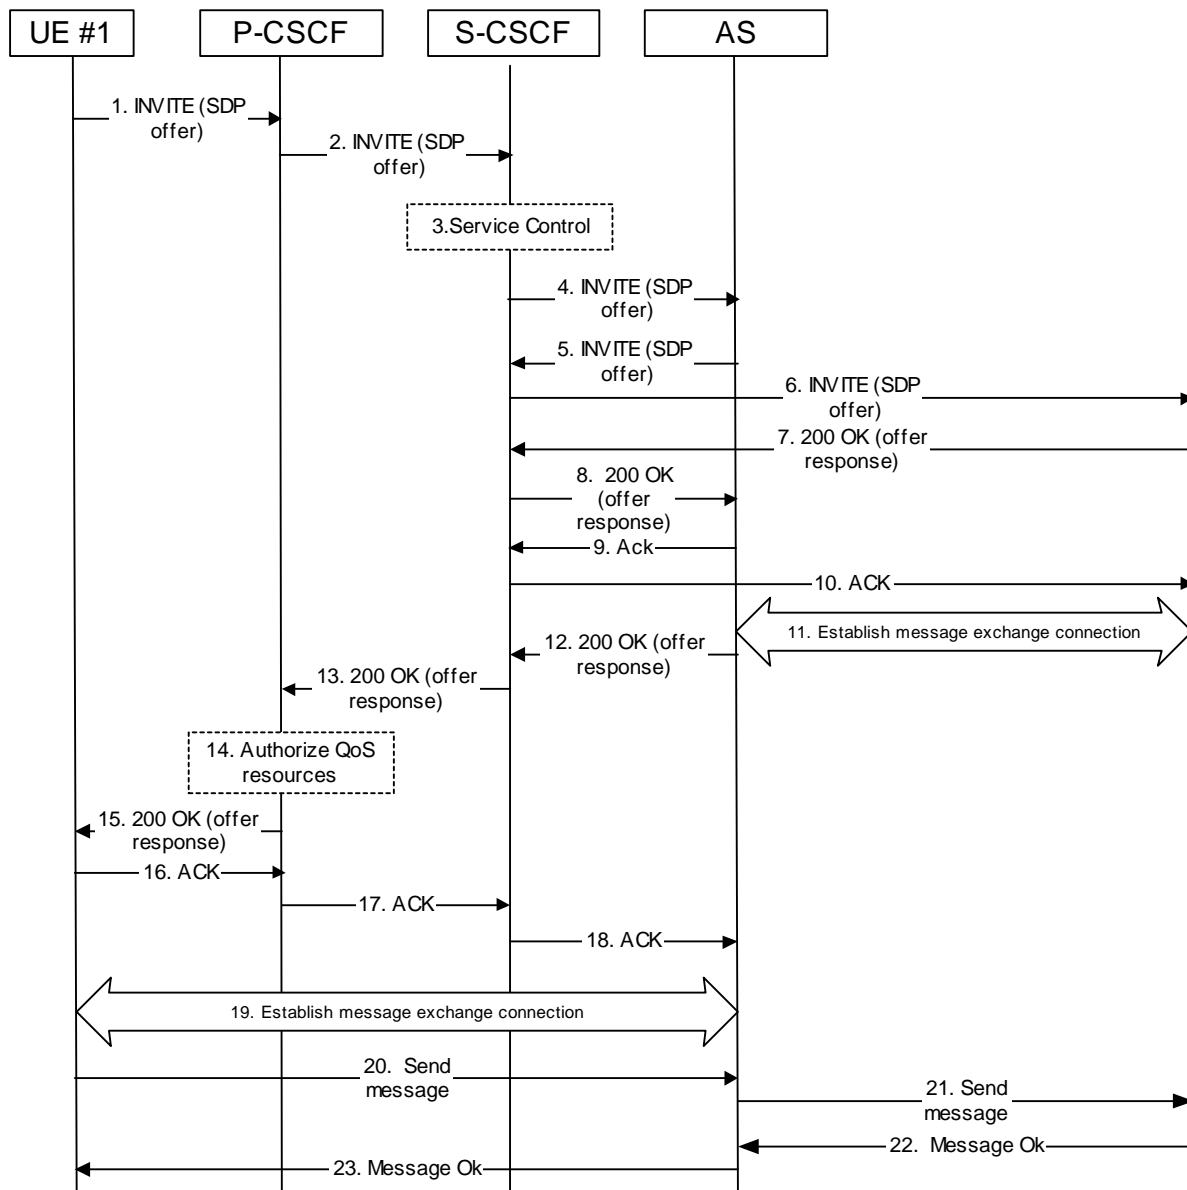 UE #1
P-CSCF
S-CSCF
AS
1. INVITE (SDP
offer)
2. INVITE (SDP
offer)
3.Service Control
4. INVITE (SDP
offer)
5. INVITE (SDP
offer)
6. INVITE (SDP
offer)
7. 200 OK (offer
response)
8. 200 OK
(offer
response)
9. Ack
10. ACK
11. Establish message exchange connection
12. 200 OK (offer
response)
13. 200 OK (offer
response)
14. Authorize QoS
resources
15. 200 OK (offer
response)
16. ACK
17. ACK
18. ACK
19. Establish message exchange connection
20. Send
message
21. Send
message
22. Message Ok
23. Message Ok